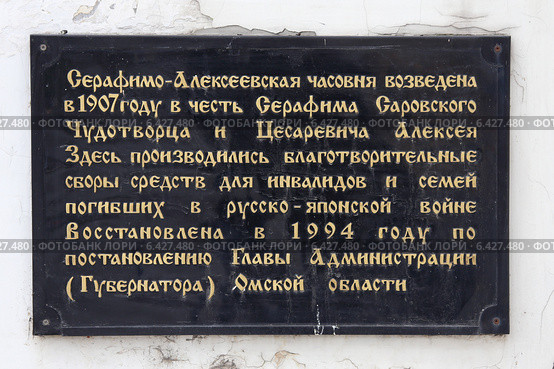 Серафимо-Алексеевская часовня возведена
в 1907 году в честь Серафима Саровского
Чудотворца и Цесаревича Алексея
Здесь производились благотворительные
сборы средств для инвалидов и семей
погибших в русско-японской войне
Восстановлена в 1994 году по
постановлению Главы Администрации
(Губернатора) Омской области